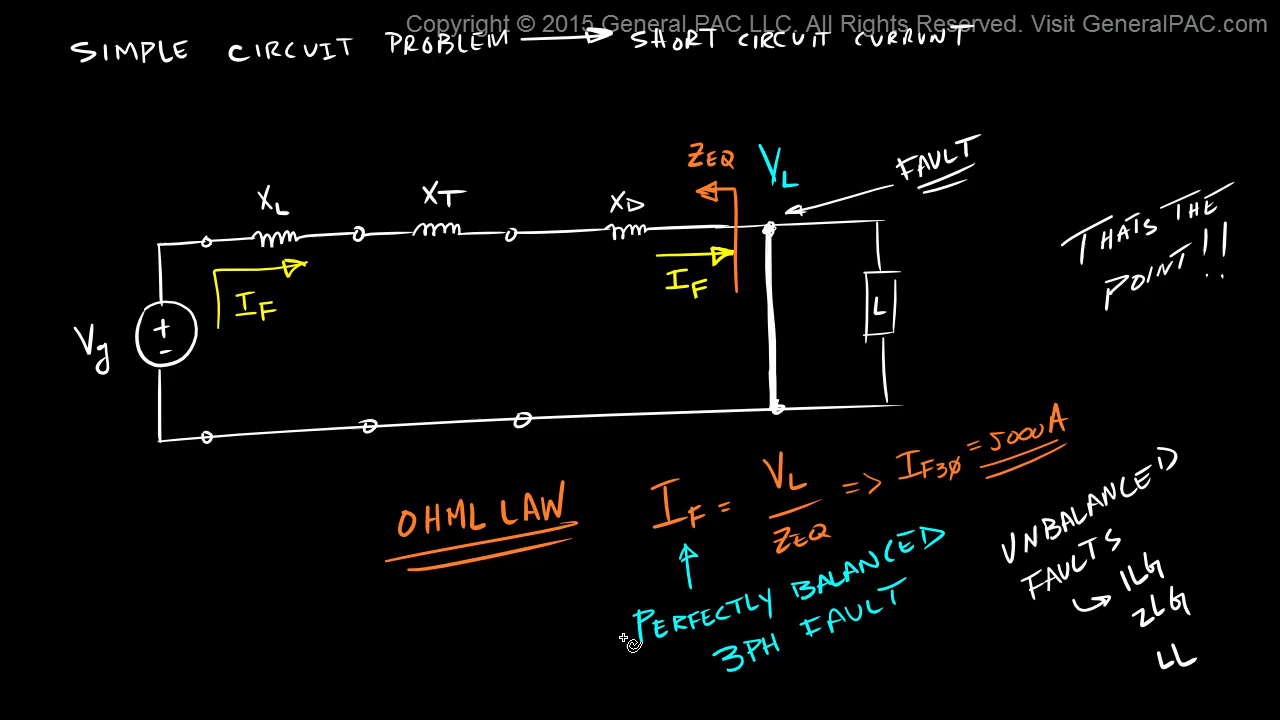 Copyright © 2015 General PAC LLC. All Rights Reserved. Visit GeneralPAC.com
SIMPLE CIRCUIT PROBLEM → SHORT CIRCUIT CURRUNT
ZEQ
VL
FAULT
XL
XT
XD
THATS THE
POINT!!
IF
IF
Vg
+
-
L
OHML LAW
IF = VL / ZEQ => IF3Ø = 5000A
PERFECTLY BALANCED
3PH FAULT
UNBALANCED
FAULTS
→ 1LG
2LG
LL